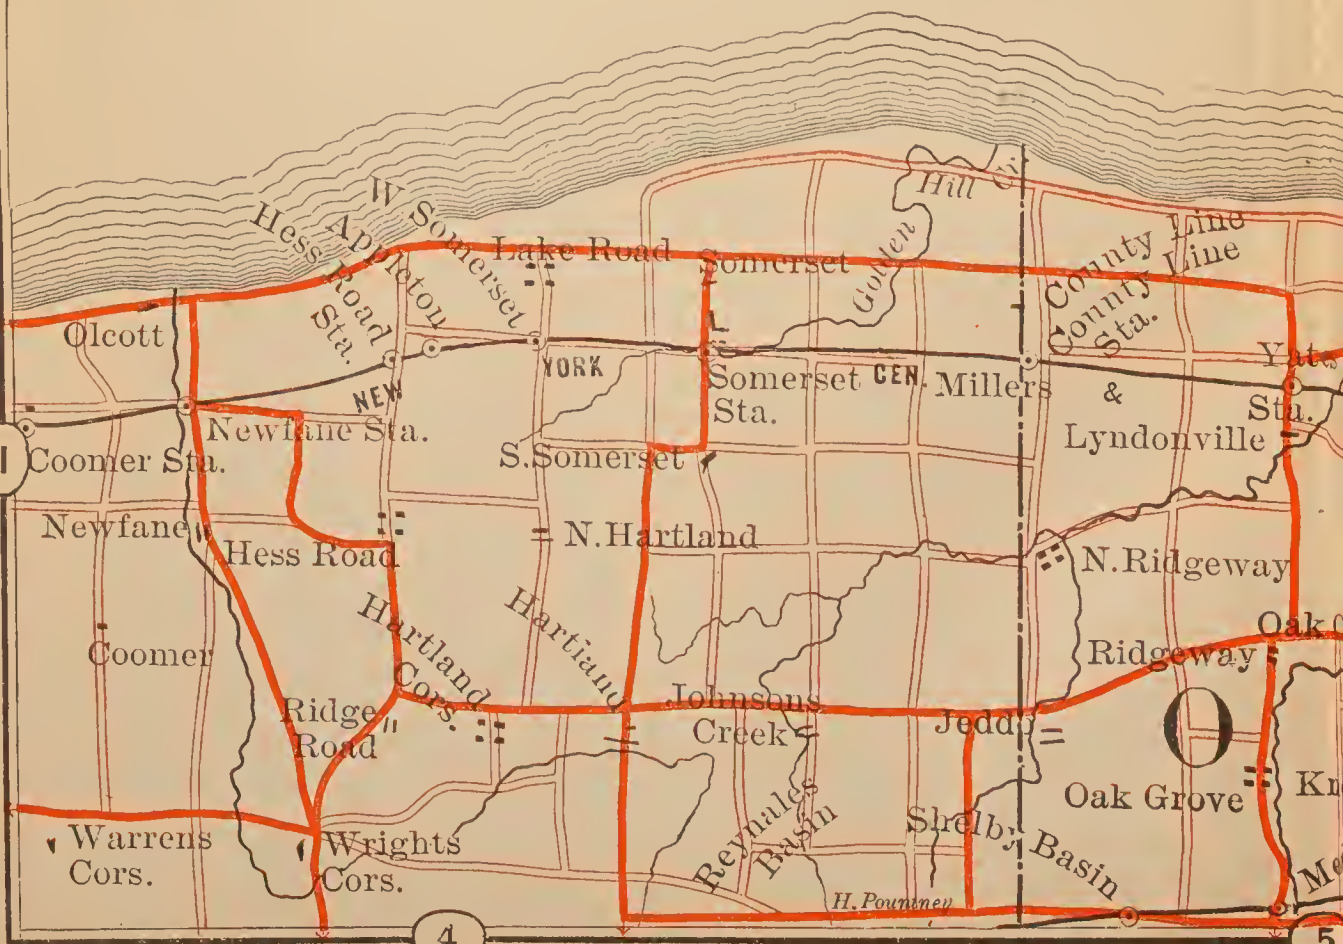 Hill Cr.
W Somerset
Appleton
Hess Road
Sta.
Lake Road
Somerset
Golden
County Line
County Line
Sta.
Olcott
L
NEW
YORK
CEN.
&
Somerset
Sta.
Millers
Sta.
Newfane Sta.
Lyndonville
1
Coomer Sta.
S.Somerset
Newfane
Hess Road
N.Hartland
N.Ridgeway
Coomer
Hartland
Cors.
Hartland
Ridgeway
Ridge
Road
Johnsons
Creek
Jeddo
O
Oak Grove
Warrens
Cors.
Wrights
Cors.
Reynales
Basin
Shelby Basin
H. Pountney
4
5